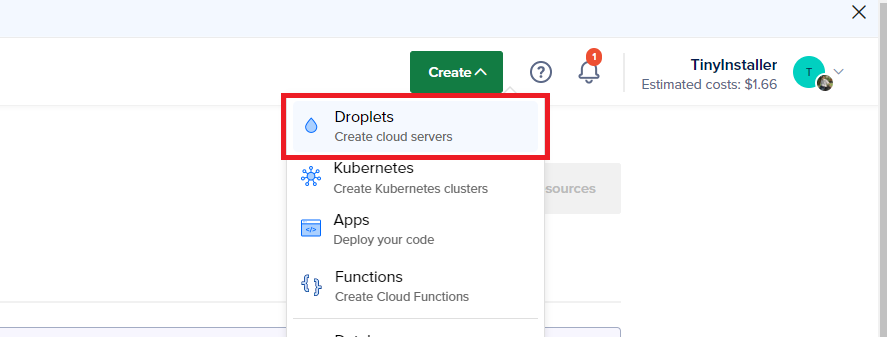 Create
1
TinyInstaller
Estimated costs: $1.66
T
Droplets
Create cloud servers
Kubernetes
Create Kubernetes clusters
sources
Apps
Deploy your code
</>
Functions
Create Cloud Functions